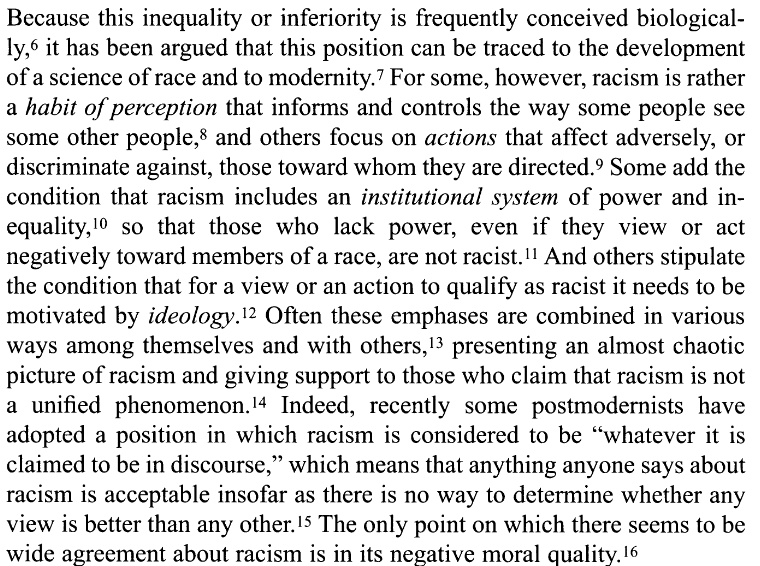 Because this inequality or inferiority is frequently conceived biological-
ly,⁶ it has been argued that this position can be traced to the development
of a science of race and to modernity.⁷ For some, however, racism is rather
a habit of perception that informs and controls the way some people see
some other people,⁸ and others focus on actions that affect adversely, or
discriminate against, those toward whom they are directed.⁹ Some add the
condition that racism includes an institutional system of power and in-
equality,¹⁰ so that those who lack power, even if they view or act
negatively toward members of a race, are not racist.¹¹ And others stipulate
the condition that for a view or an action to qualify as racist it needs to be
motivated by ideology.¹² Often these emphases are combined in various
ways among themselves and with others,¹³ presenting an almost chaotic
picture of racism and giving support to those who claim that racism is not
a unified phenomenon.¹⁴ Indeed, recently some postmodernists have
adopted a position in which racism is considered to be “whatever it is
claimed to be in discourse,” which means that anything anyone says about
racism is acceptable insofar as there is no way to determine whether any
view is better than any other.¹⁵ The only point on which there seems to be
wide agreement about racism is in its negative moral quality.¹⁶